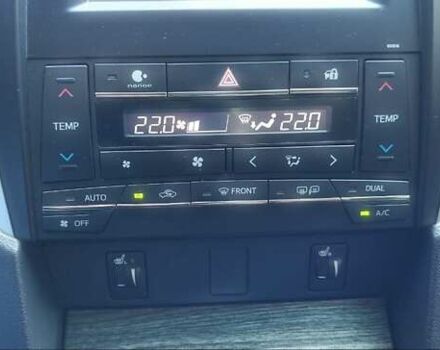 nanoe
TEMP
22.0
22.0
TEMP
AUTO
FRONT
DUAL
OFF
A/C